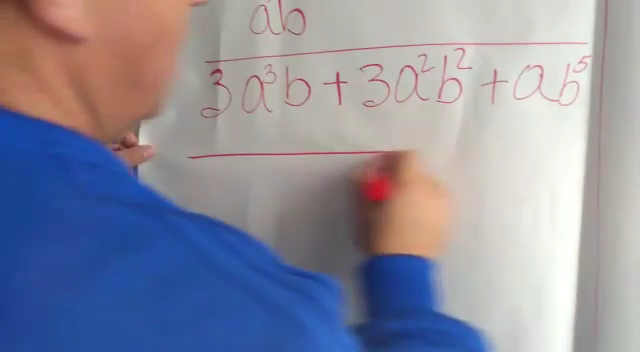 ab
3a³b + 3a²b² + ab⁵